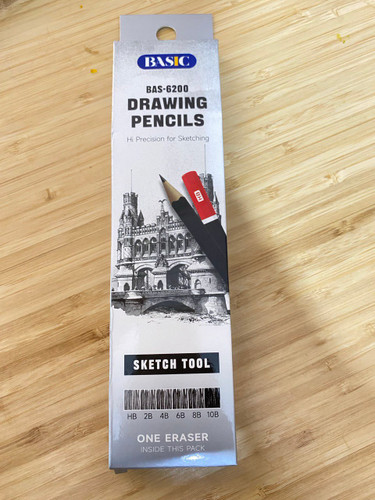 BASIC
BAS-6200
DRAWING
PENCILS
Hi Precision for Sketching
SKETCH TOOL
HB 2B 4B 6B 8B 10B
ONE ERASER
INSIDE THIS PACK